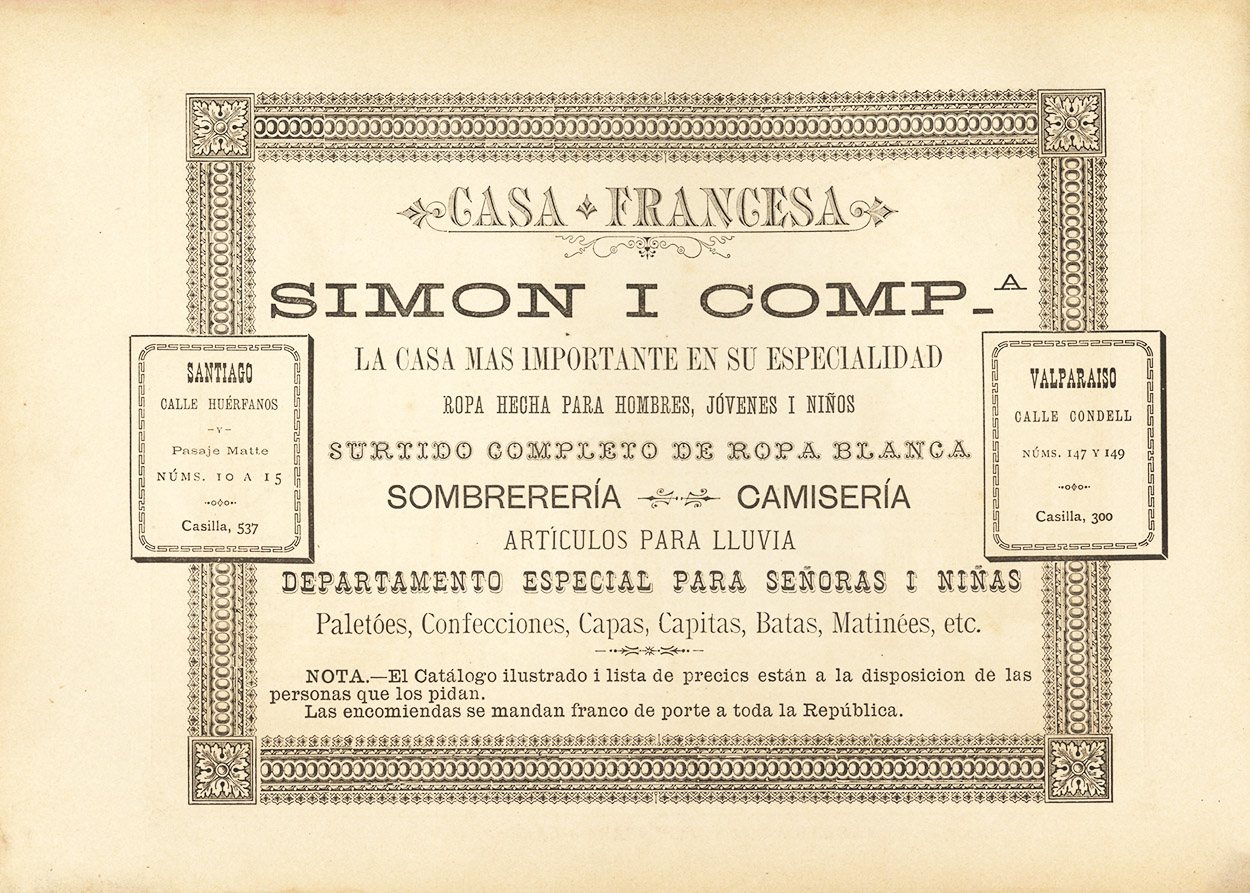 CASA FRANCESA
SIMON I COMP.A
LA CASA MAS IMPORTANTE EN SU ESPECIALIDAD
ROPA HECHA PARA HOMBRES, JÓVENES I NIÑOS
SURTIDO COMPLETO DE ROPA BLANCA
SOMBRERERÍA CAMISERÍA
ARTÍCULOS PARA LLUVIA
DEPARTAMENTO ESPECIAL PARA SEÑORAS I NIÑAS
Paletóes, Confecciones, Capas, Capitas, Batas, Matinées, etc.
NOTA.—El Catálogo ilustrado i lista de precics están a la disposicion de las
personas que los pidan.
Las encomiendas se mandan franco de porte a toda la República.
SANTIAGO
CALLE HUÉRFANOS
—Y—
Pasaje Matte
NÚMS. 10 A 15
Casilla, 537
VALPARAISO
CALLE CONDELL
NÚMS. 147 Y 149
Casilla, 300